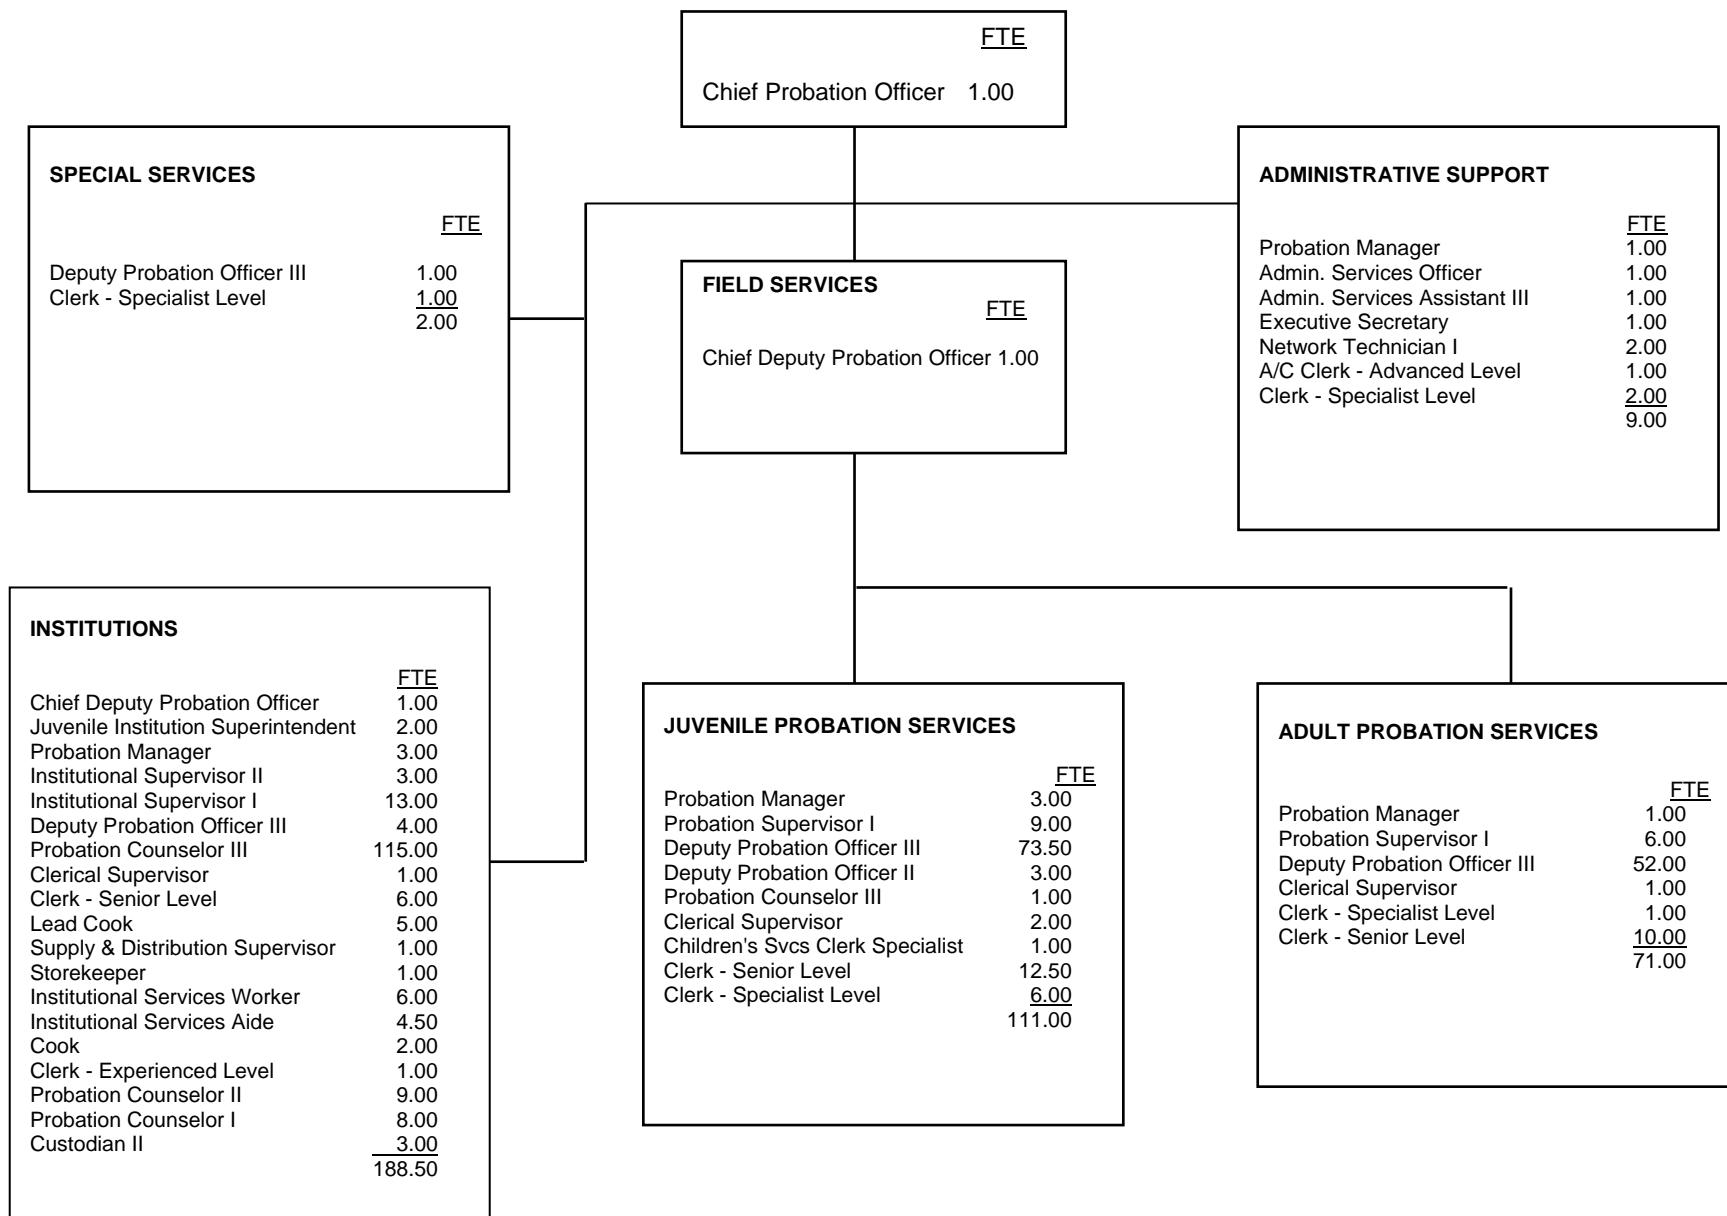 FTE
Chief Probation Officer 1.00
SPECIAL SERVICES
FTE
Deputy Probation Officer III 1.00
Clerk - Specialist Level 1.00
2.00
FIELD SERVICES
FTE
Chief Deputy Probation Officer 1.00
ADMINISTRATIVE SUPPORT
FTE
Probation Manager 1.00
Admin. Services Officer 1.00
Admin. Services Assistant III 1.00
Executive Secretary 1.00
Network Technician I 2.00
A/C Clerk - Advanced Level 1.00
Clerk - Specialist Level 2.00
9.00
INSTITUTIONS
FTE
Chief Deputy Probation Officer 1.00
Juvenile Institution Superintendent 2.00
Probation Manager 3.00
Institutional Supervisor II 3.00
Institutional Supervisor I 13.00
Deputy Probation Officer III 4.00
Probation Counselor III 115.00
Clerical Supervisor 1.00
Clerk - Senior Level 6.00
Lead Cook 5.00
Supply & Distribution Supervisor 1.00
Storekeeper 1.00
Institutional Services Worker 6.00
Institutional Services Aide 4.50
Cook 2.00
Clerk - Experienced Level 1.00
Probation Counselor II 9.00
Probation Counselor I 8.00
Custodian II 3.00
188.50
JUVENILE PROBATION SERVICES
FTE
Probation Manager 3.00
Probation Supervisor I 9.00
Deputy Probation Officer III 73.50
Deputy Probation Officer II 3.00
Probation Counselor III 1.00
Clerical Supervisor 2.00
Children's Svcs Clerk Specialist 1.00
Clerk - Senior Level 12.50
Clerk - Specialist Level 6.00
111.00
ADULT PROBATION SERVICES
FTE
Probation Manager 1.00
Probation Supervisor I 6.00
Deputy Probation Officer III 52.00
Clerical Supervisor 1.00
Clerk - Specialist Level 1.00
Clerk - Senior Level 10.00
71.00